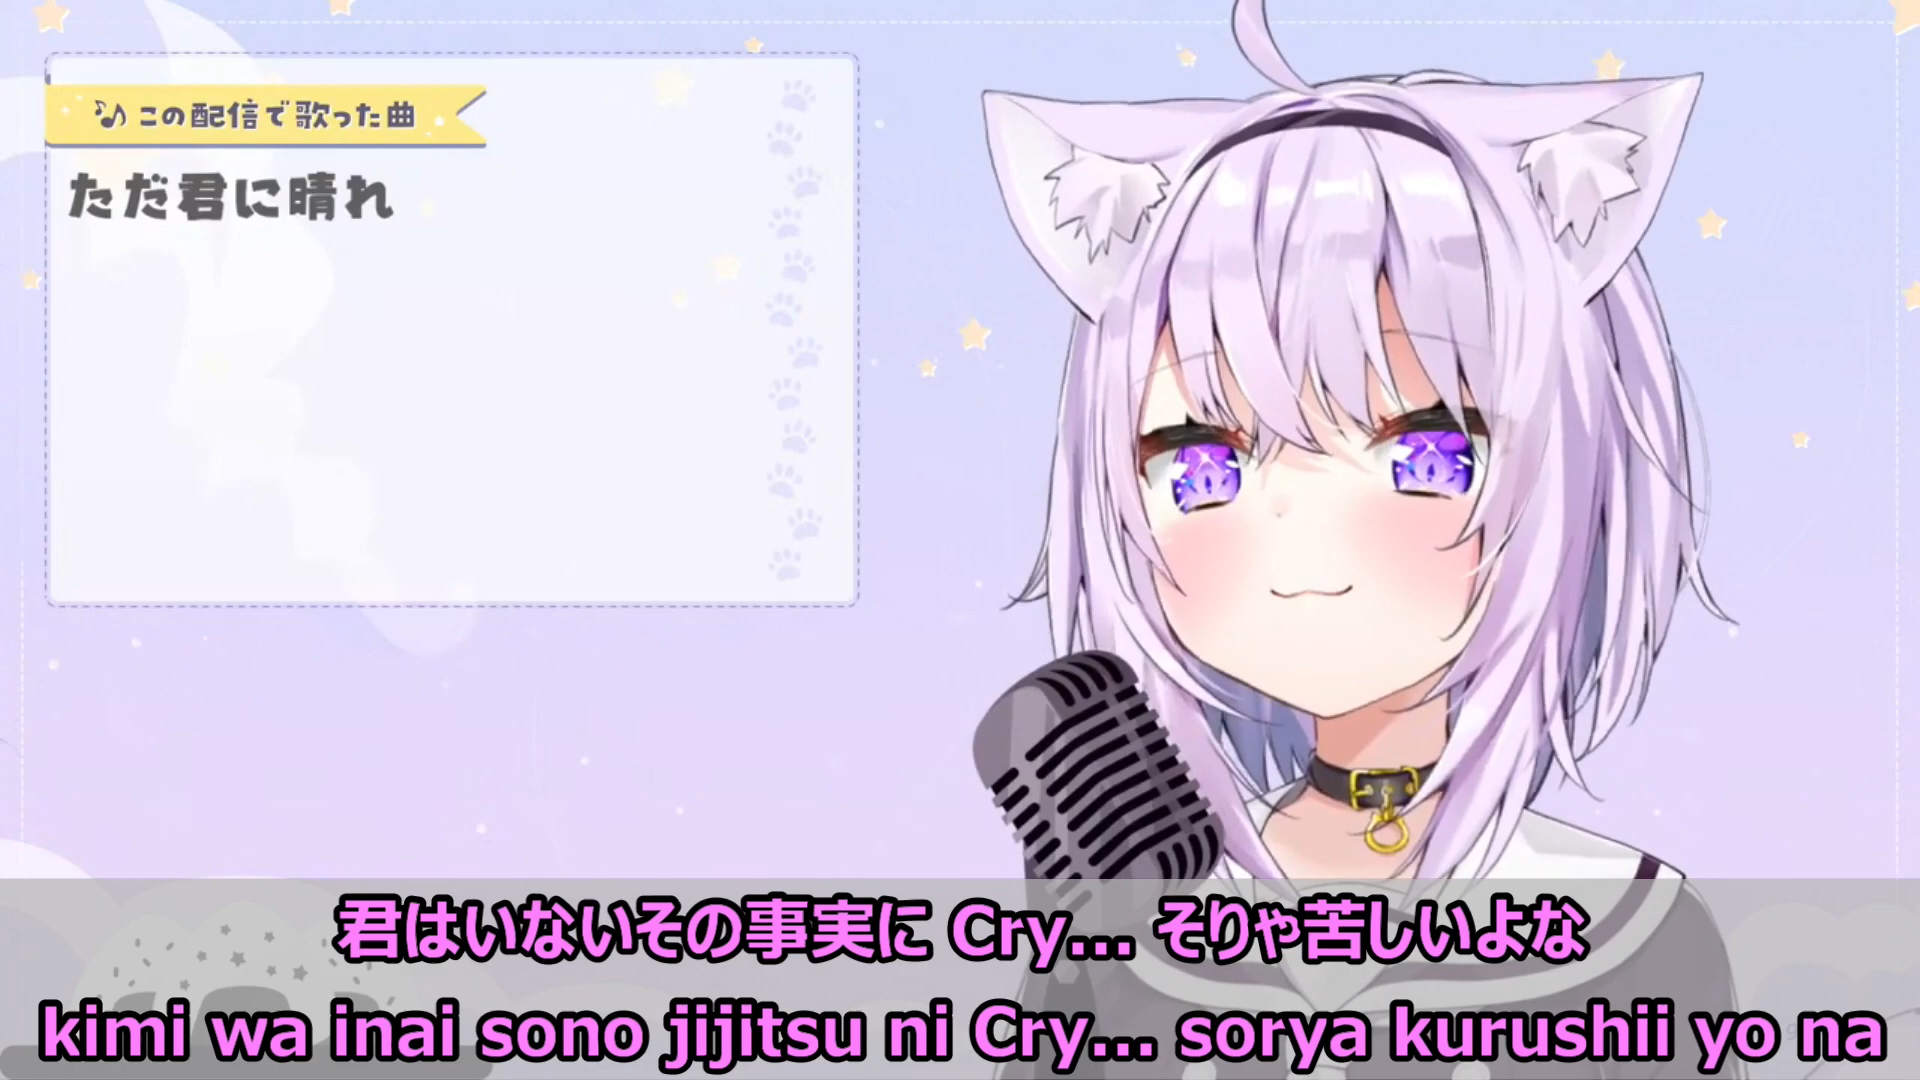 この配信で歌った曲
ただ君に晴れ
君はいないその事実に Cry... そりゃ苦しいよな
kimi wa inai sono jijitsu ni Cry... sorya kurushii yo na